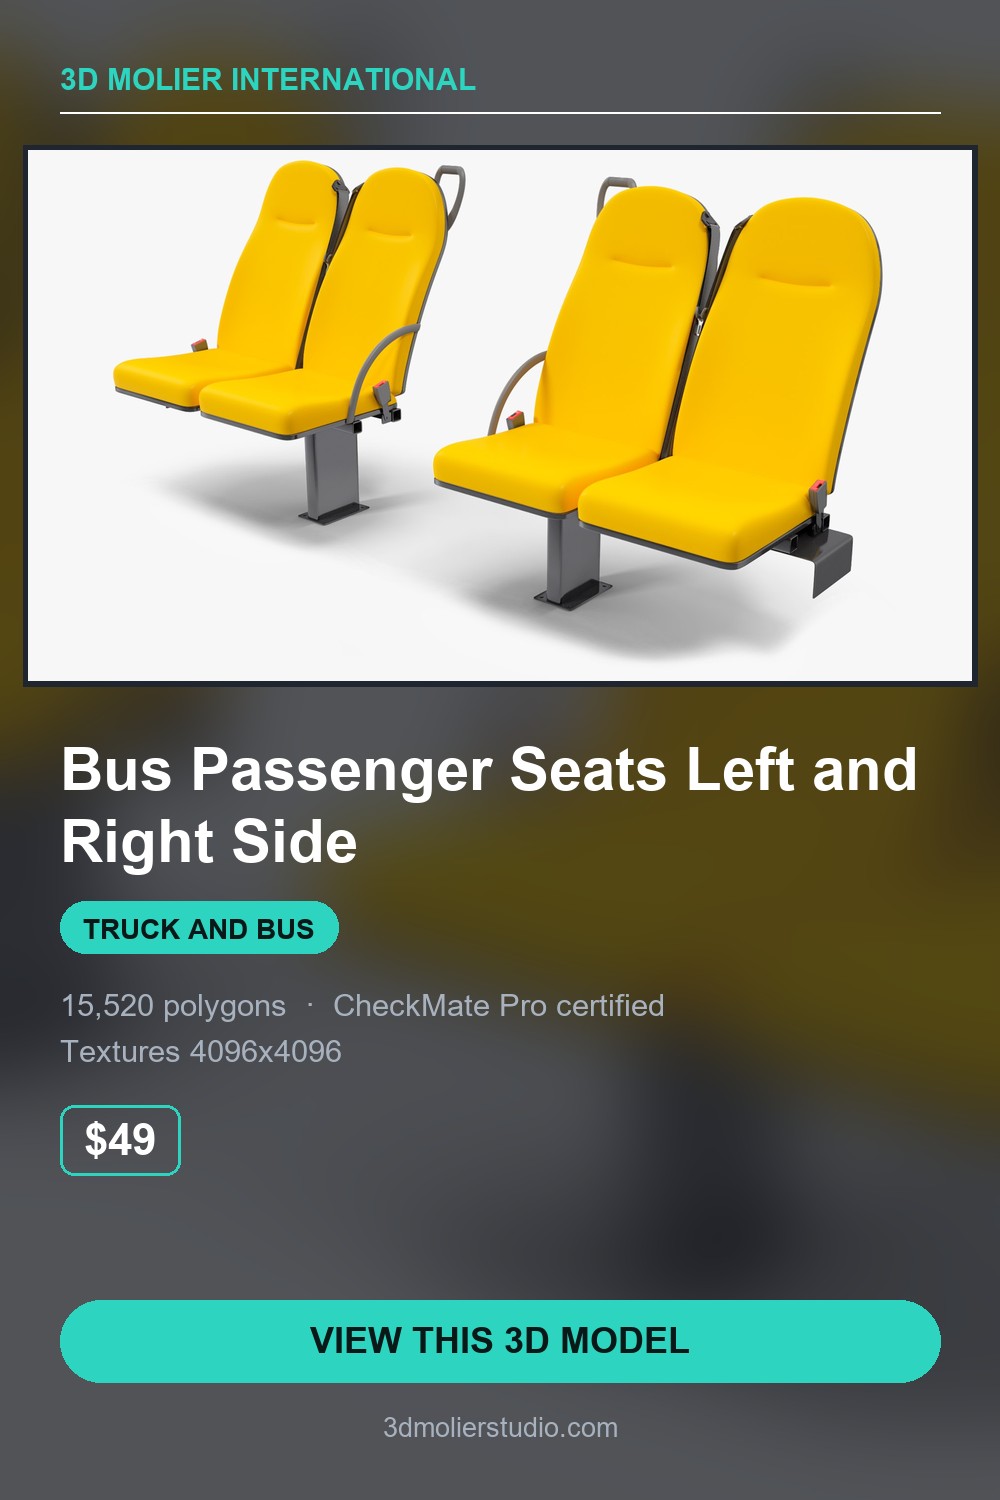 3D MOLIER INTERNATIONAL
Bus Passenger Seats Left and
Right Side
TRUCK AND BUS
15,520 polygons · CheckMate Pro certified
Textures 4096x4096
$49
VIEW THIS 3D MODEL
3dmolierstudio.com